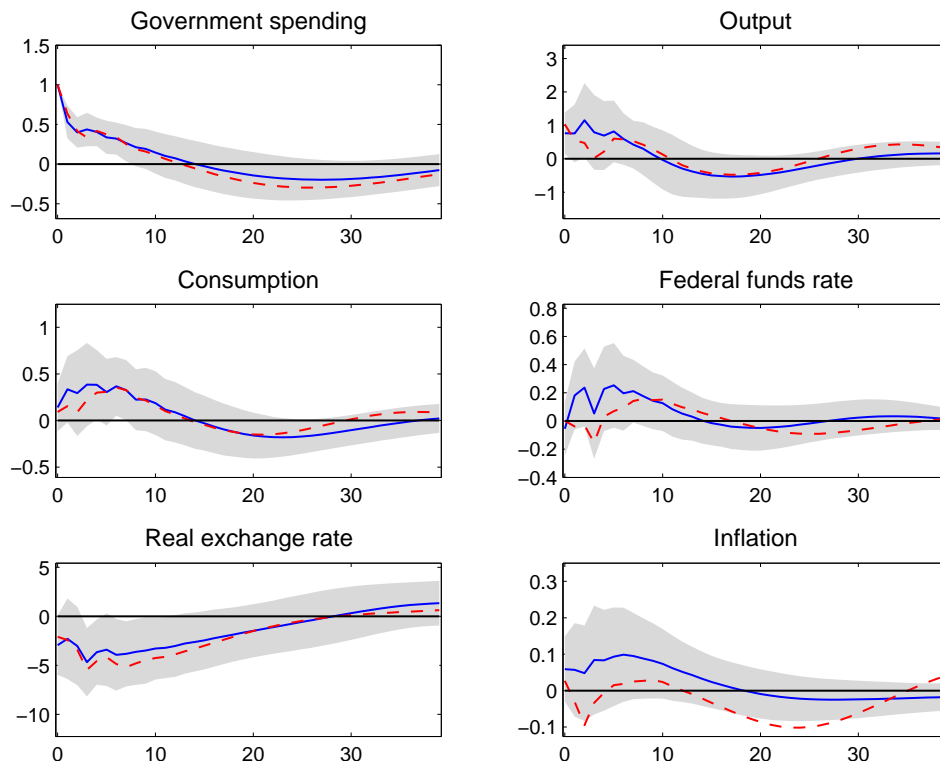 Government spending
1.5
1
0.5
0
−0.5
0 10 20 30
Output
3
2
1
0
−1
0 10 20 30
Consumption
1
0.5
0
−0.5
0 10 20 30
Federal funds rate
0.8
0.6
0.4
0.2
0
−0.2
−0.4
0 10 20 30
Real exchange rate
5
0
−5
−10
0 10 20 30
Inflation
0.3
0.2
0.1
0
−0.1
0 10 20 30